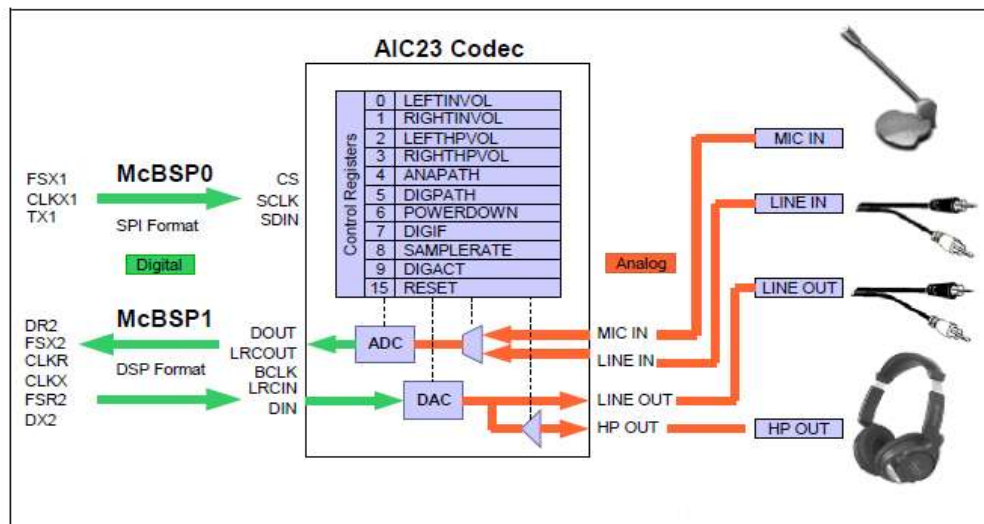 AIC23 Codec
Control Registers
0 LEFTINVOL
1 RIGHTINVOL
2 LEFTHPVOL
3 RIGHTHPVOL
4 ANAPATH
5 DIGPATH
6 POWERDOWN
7 DIGIF
8 SAMPLERATE
9 DIGACT
15 RESET
McBSP0
FSX1
CLKX1
TX1
SPI Format
CS
SCLK
SDIN
Digital
McBSP1
DR2
FSX2
CLKR
CLKX
FSR2
DX2
DSP Format
DOUT
LRCOUT
BCLK
LRCIN
DIN
ADC
DAC
Analog
MIC IN
LINE IN
LINE OUT
HP OUT
MIC IN
LINE IN
LINE OUT
HP OUT